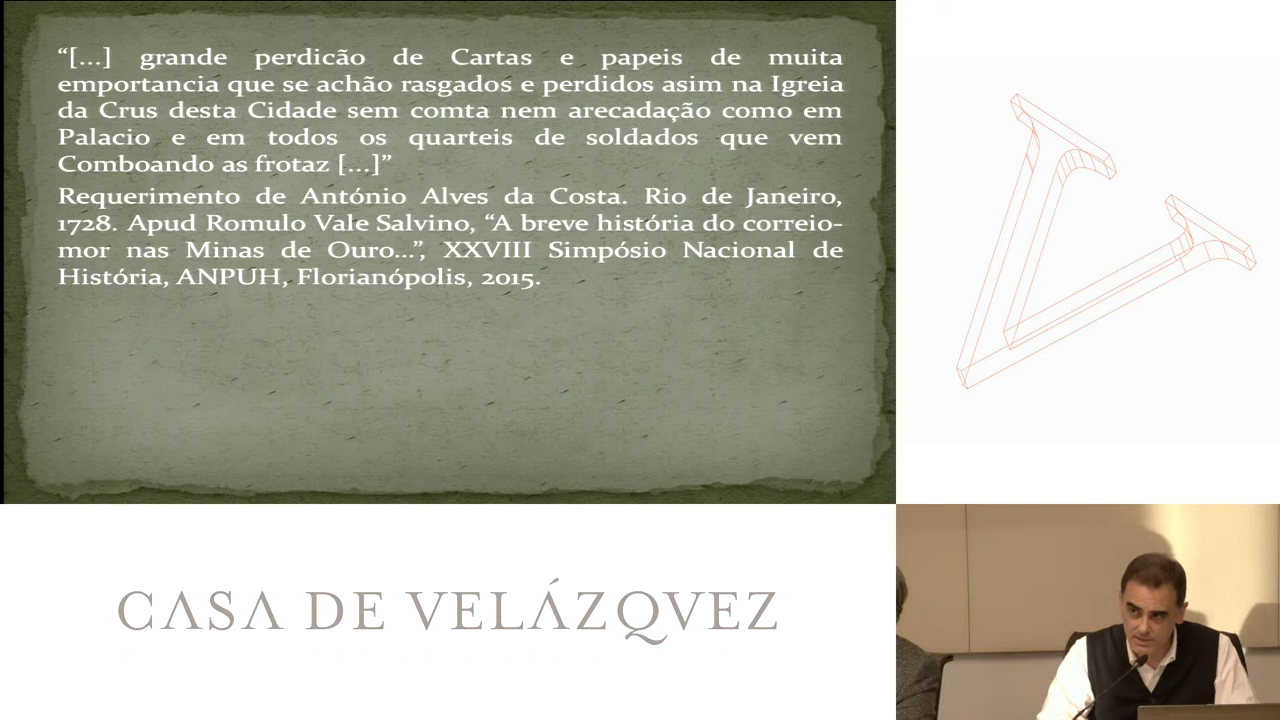 “[...] grande perdicão de Cartas e papeis de muita
emportancia que se achão rasgados e perdidos asim na Igreia
da Crus desta Cidade sem comta nem arecadação como em
Palacio e em todos os quarteis de soldados que vem
Comboando as frotaz [...]”
Requerimento de António Alves da Costa. Rio de Janeiro,
1728. Apud Romulo Vale Salvino, “A breve história do correio-
mor nas Minas de Ouro...”, XXVIII Simpósio Nacional de
História, ANPUH, Florianópolis, 2015.
CASA DE VELÁZQVEZ